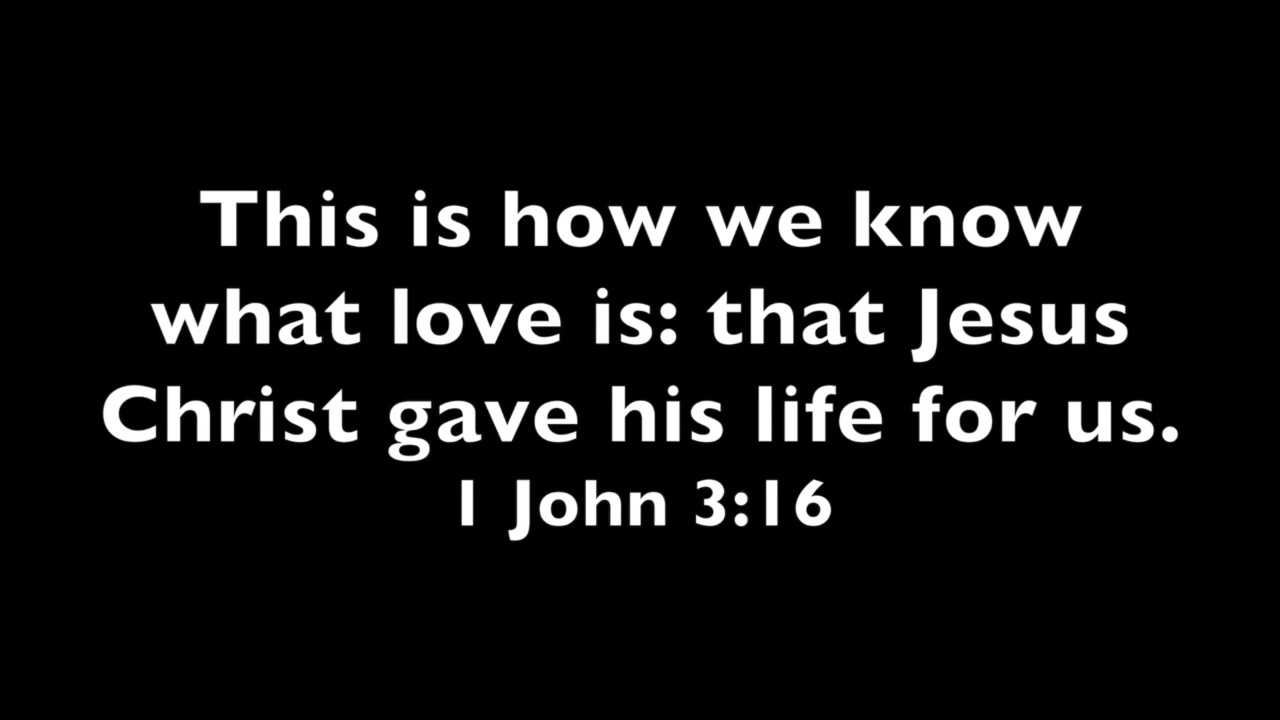 This is how we know
what love is: that Jesus
Christ gave his life for us.
1 John 3:16